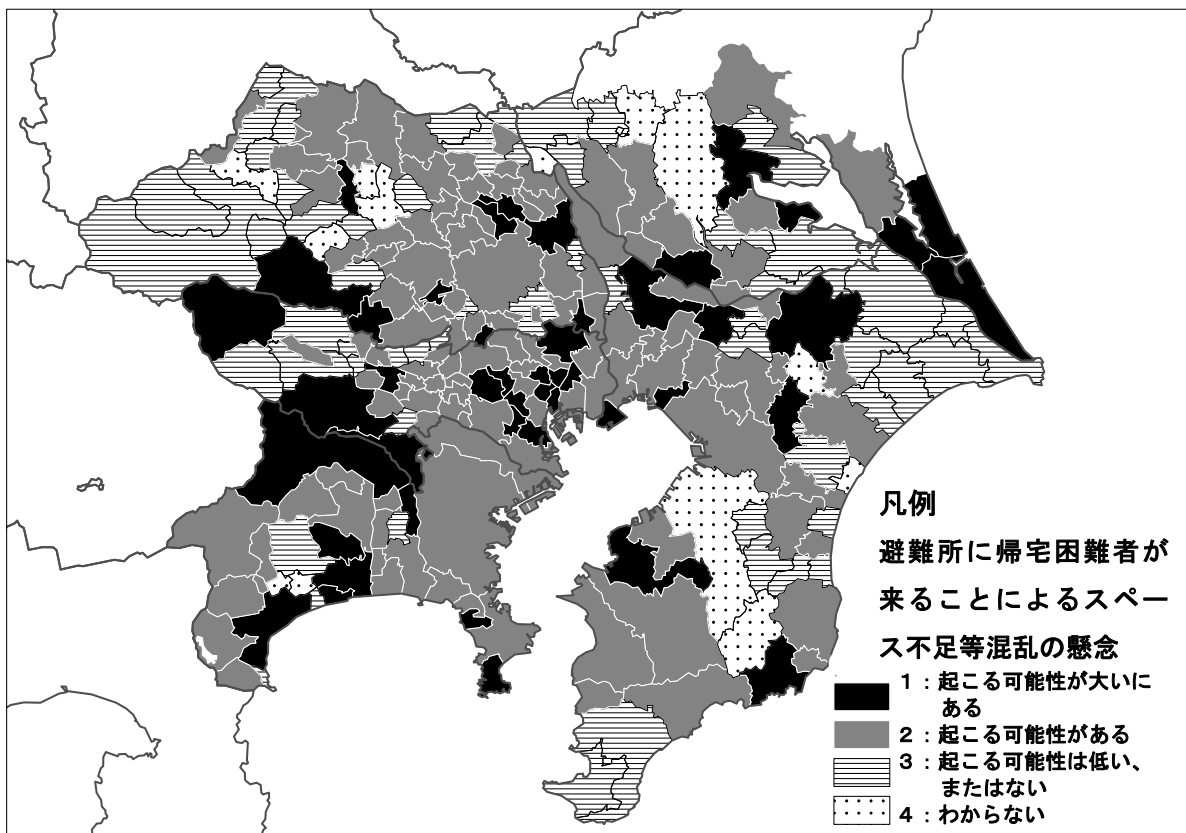 凡例
避難所に帰宅困難者が
来ることによるスペー
ス不足等混乱の懸念
1:起こる可能性が大いに
ある
2:起こる可能性がある
3:起こる可能性は低い、
またはない
4:わからない